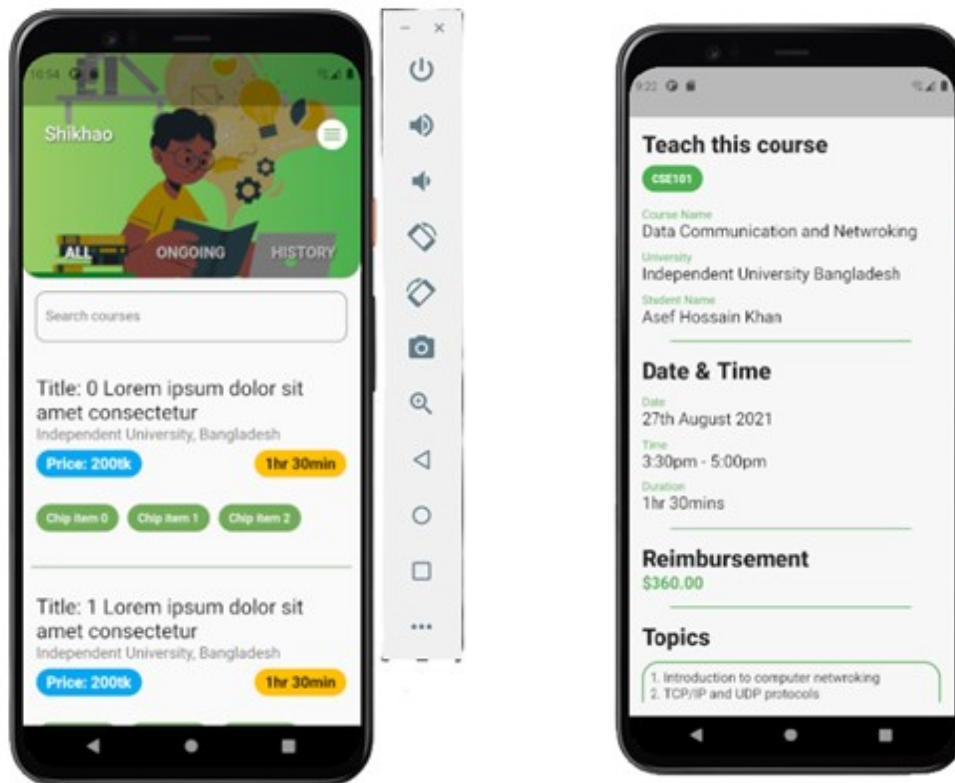 10:54
Shikhao
ALL ONGOING HISTORY
Search courses
Title: 0 Lorem ipsum dolor sit
amet consectetur
Independent University, Bangladesh
Price: 200tk 1hr 30min
Chip item 0 Chip item 1 Chip item 2
Title: 1 Lorem ipsum dolor sit
amet consectetur
Independent University, Bangladesh
Price: 200tk 1hr 30min
9:22
Teach this course
CSE101
Course Name
Data Communication and Netwroking
University
Independent University Bangladesh
Student Name
Asef Hossain Khan
Date & Time
Date
27th August 2021
Time
3:30pm - 5:00pm
Duration
1hr 30mins
Reimbursement
$360.00
Topics
1. Introduction to computer netwroking
2. TCP/IP and UDP protocols